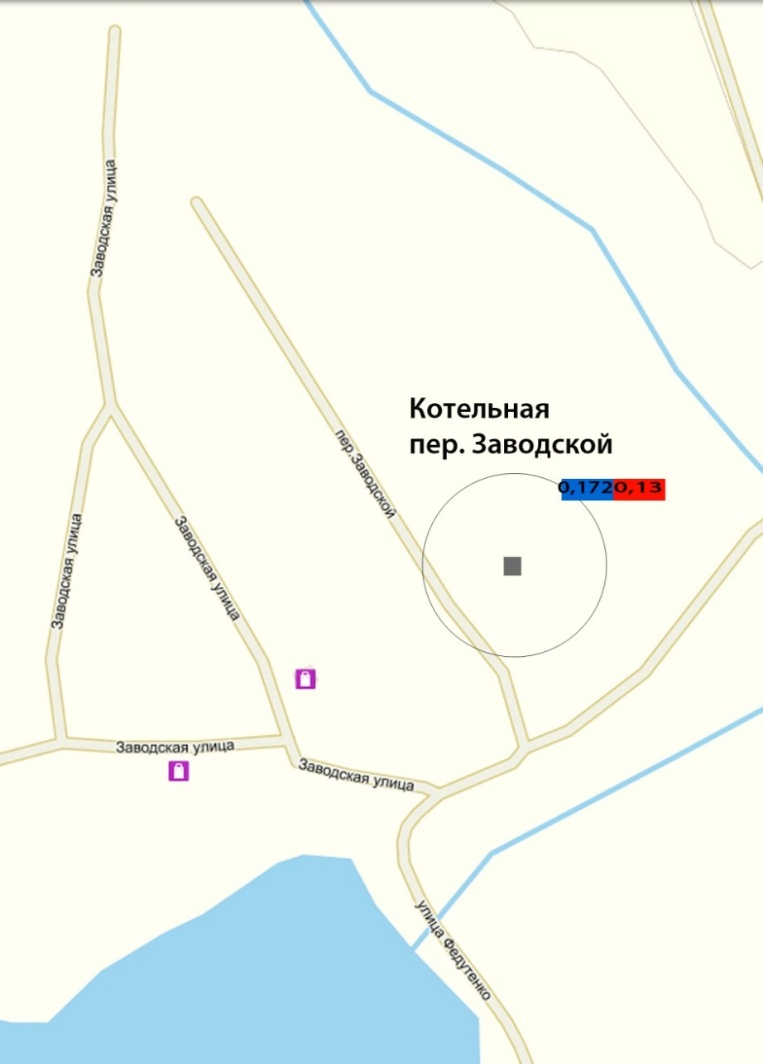 Заводская улица
Котельная
пер. Заводской
пер.Заводской
0,172 0,13
Заводская улица
Заводская улица
Заводская улица
Заводская улица
улица Федутенко